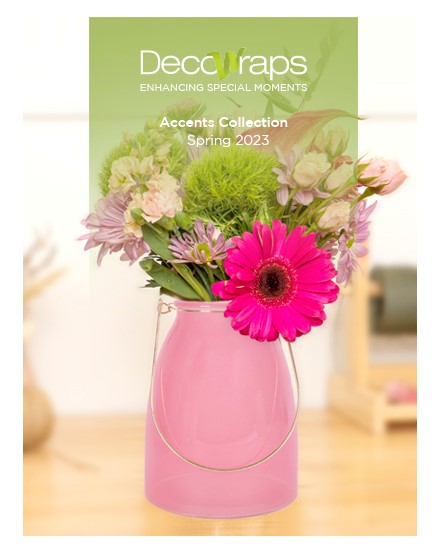 DecoWraps
ENHANCING SPECIAL MOMENTS
Accents Collection
Spring 2023